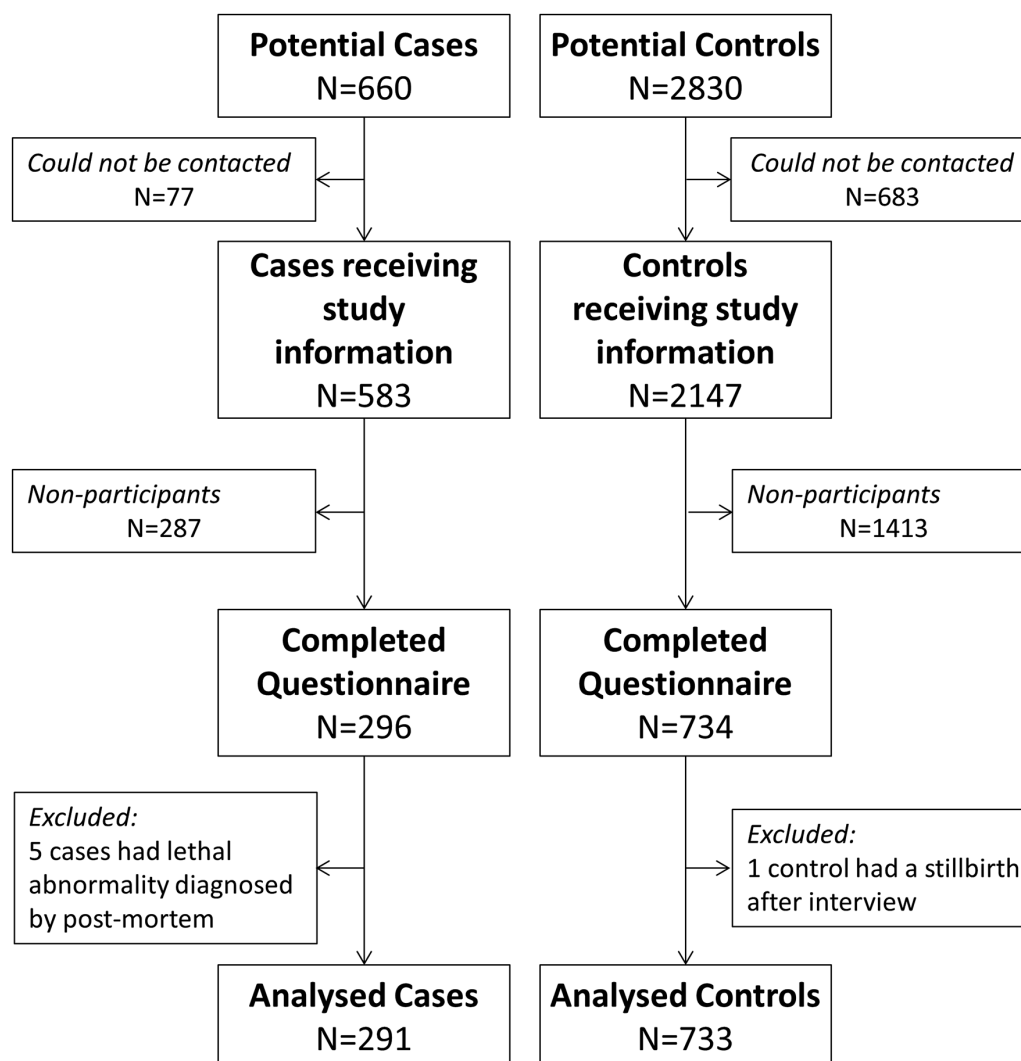 Potential Cases
N=660
Potential Controls
N=2830
Could not be contacted
N=77
Could not be contacted
N=683
Cases receiving
study
information
N=583
Controls
receiving study
information
N=2147
Non-participants
N=287
Non-participants
N=1413
Completed
Questionnaire
N=296
Completed
Questionnaire
N=734
Excluded:
5 cases had lethal
abnormality diagnosed
by post-mortem
Excluded:
1 control had a stillbirth
after interview
Analysed Cases
N=291
Analysed Controls
N=733